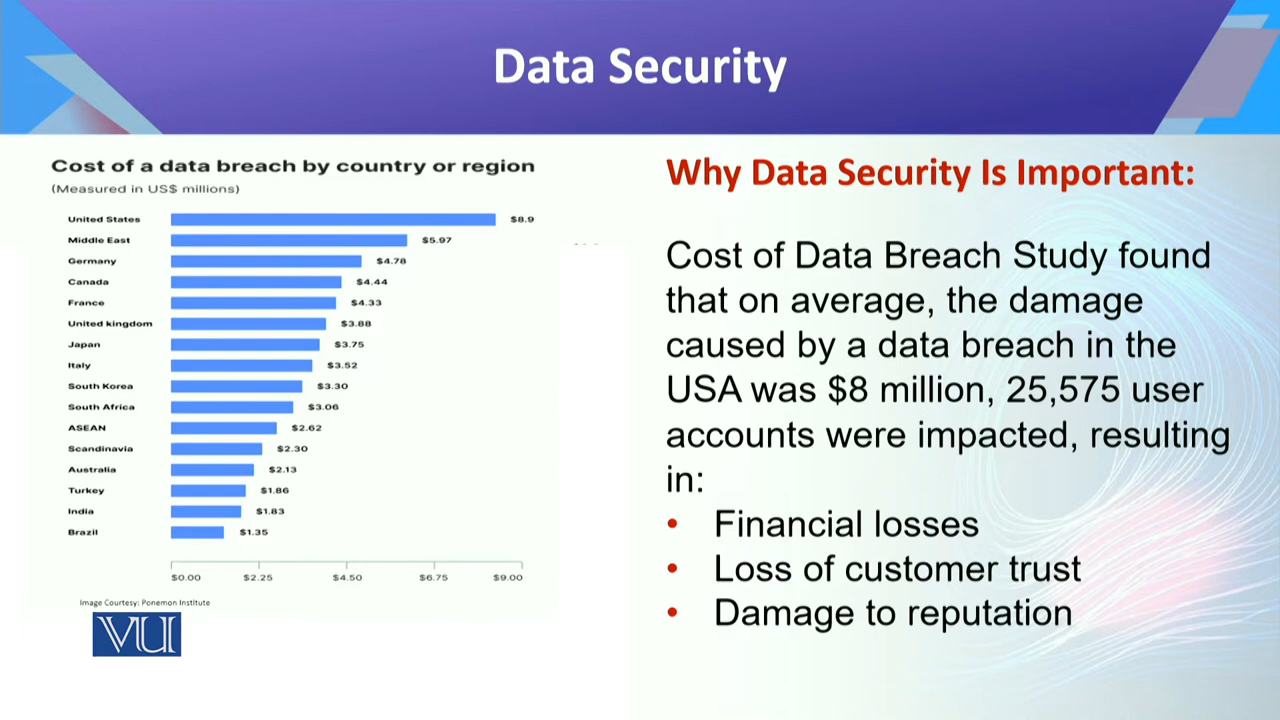 Data Security
Cost of a data breach by country or region
(Measured in US$ millions)
United States $8.9
Middle East $5.97
Germany $4.78
Canada $4.44
France $4.33
United kingdom $3.88
Japan $3.75
Italy $3.52
South Korea $3.30
South Africa $3.06
ASEAN $2.62
Scandinavia $2.30
Australia $2.13
Turkey $1.86
India $1.83
Brazil $1.35
$0.00 $2.25 $4.50 $6.75 $9.00
Image Courtesy: Ponemon Institute
VU
Why Data Security Is Important:
Cost of Data Breach Study found
that on average, the damage
caused by a data breach in the
USA was $8 million, 25,575 user
accounts were impacted, resulting
in:
• Financial losses
• Loss of customer trust
• Damage to reputation